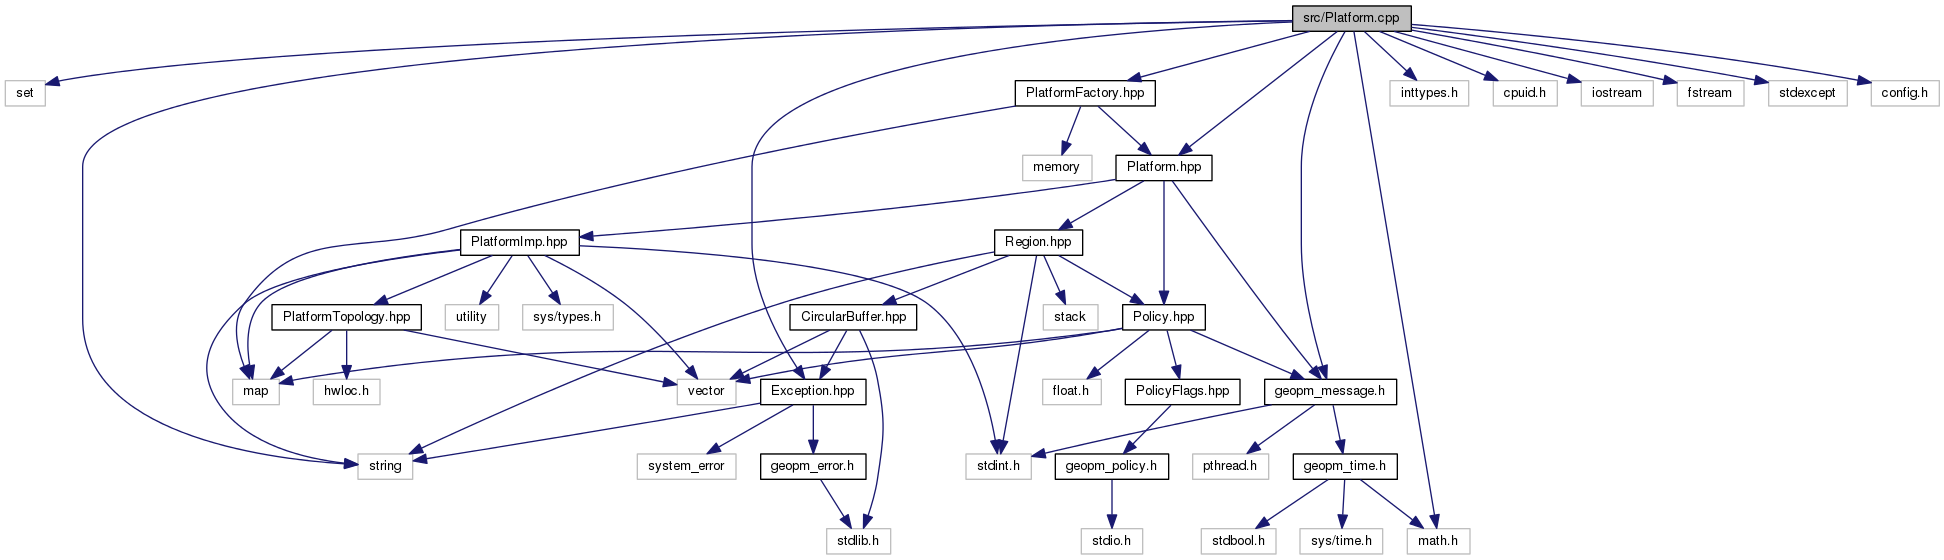 src/Platform.cpp
set
PlatformFactory.hpp
inttypes.h
cpuid.h
iostream
fstream
stdexcept
config.h
memory
Platform.hpp
PlatformImp.hpp
Region.hpp
PlatformTopology.hpp
utility
sys/types.h
CircularBuffer.hpp
stack
Policy.hpp
map
hwloc.h
vector
Exception.hpp
float.h
PolicyFlags.hpp
geopm_message.h
string
system_error
geopm_error.h
stdint.h
geopm_policy.h
pthread.h
geopm_time.h
stdlib.h
stdio.h
stdbool.h
sys/time.h
math.h